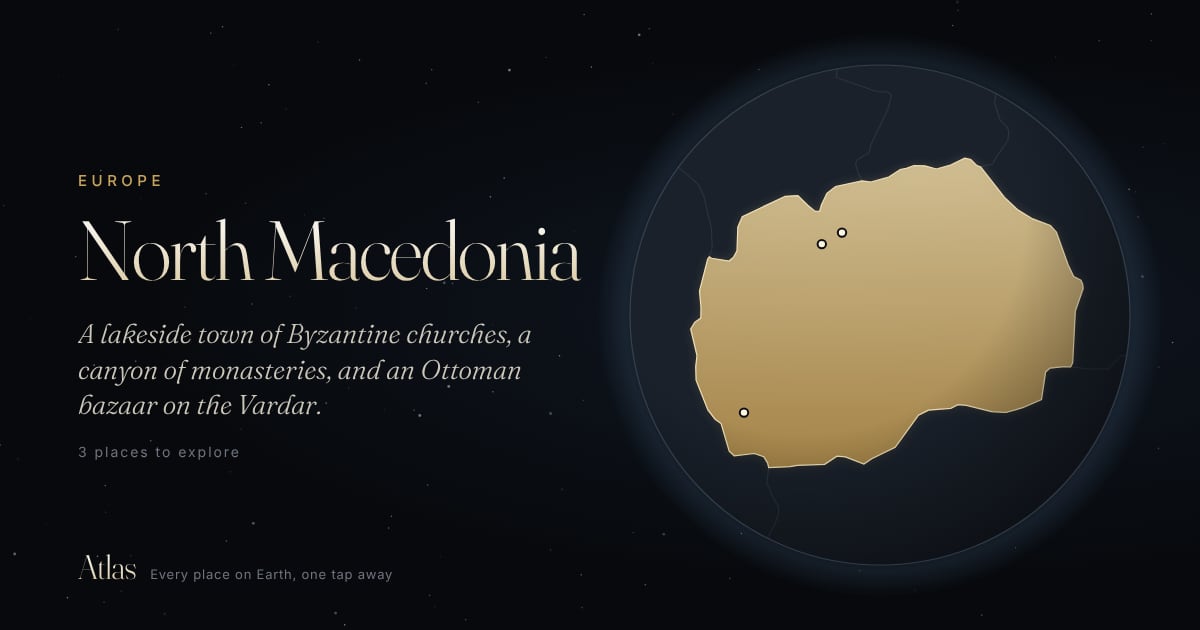 EUROPE
North Macedonia
A lakeside town of Byzantine churches, a
canyon of monasteries, and an Ottoman
bazaar on the Vardar.
3 places to explore
Atlas Every place on Earth, one tap away